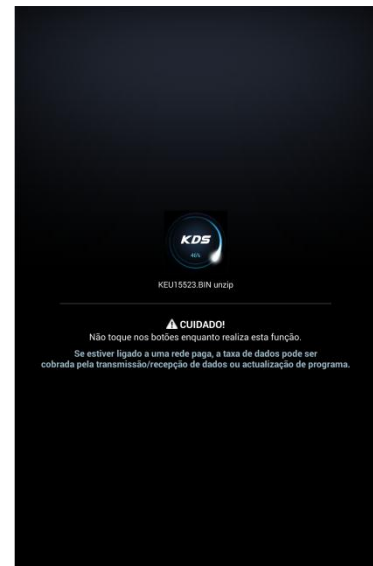 KDS
KEU15523.BIN unzip
CUIDADO!
Não toque nos botões enquanto realiza esta função.
Se estiver ligado a uma rede paga, a taxa de dados pode ser
cobrada pela transmissão/recepção de dados ou actualização de programa.